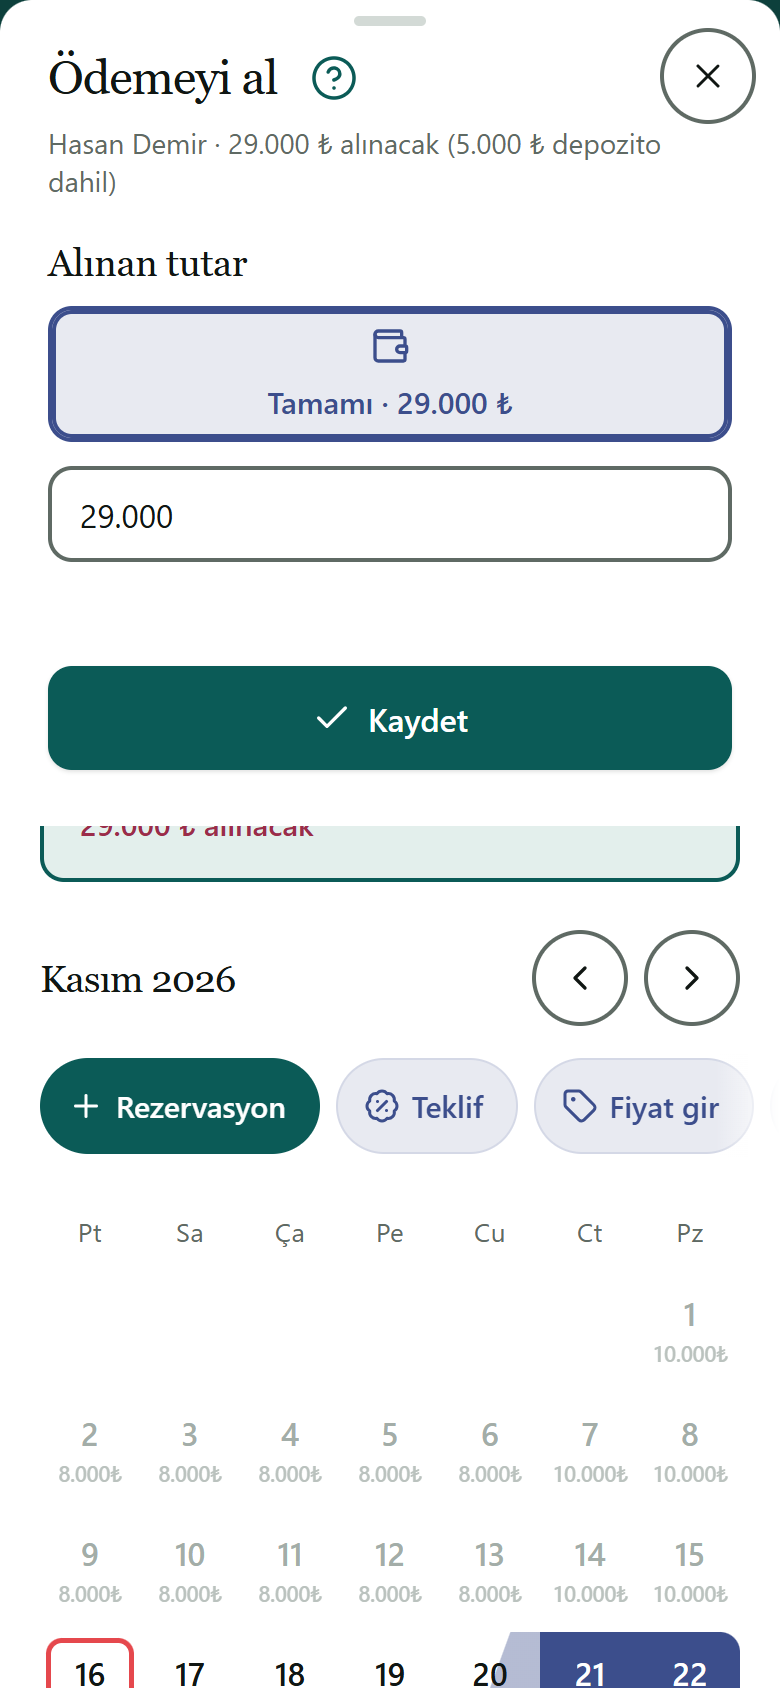 Ödemeyi al
Hasan Demir · 29.000 ₺ alınacak (5.000 ₺ depozito
dahil)
Alınan tutar
Tamamı · 29.000 ₺
29.000
Kaydet
29.000 ₺ alınacak
Kasım 2026
Rezervasyon Teklif Fiyat gir
Pt Sa Ça Pe Cu Ct Pz
1
10.000₺
2 3 4 5 6 7 8
8.000₺ 8.000₺ 8.000₺ 8.000₺ 8.000₺ 10.000₺ 10.000₺
9 10 11 12 13 14 15
8.000₺ 8.000₺ 8.000₺ 8.000₺ 8.000₺ 10.000₺ 10.000₺
16 17 18 19 20 21 22